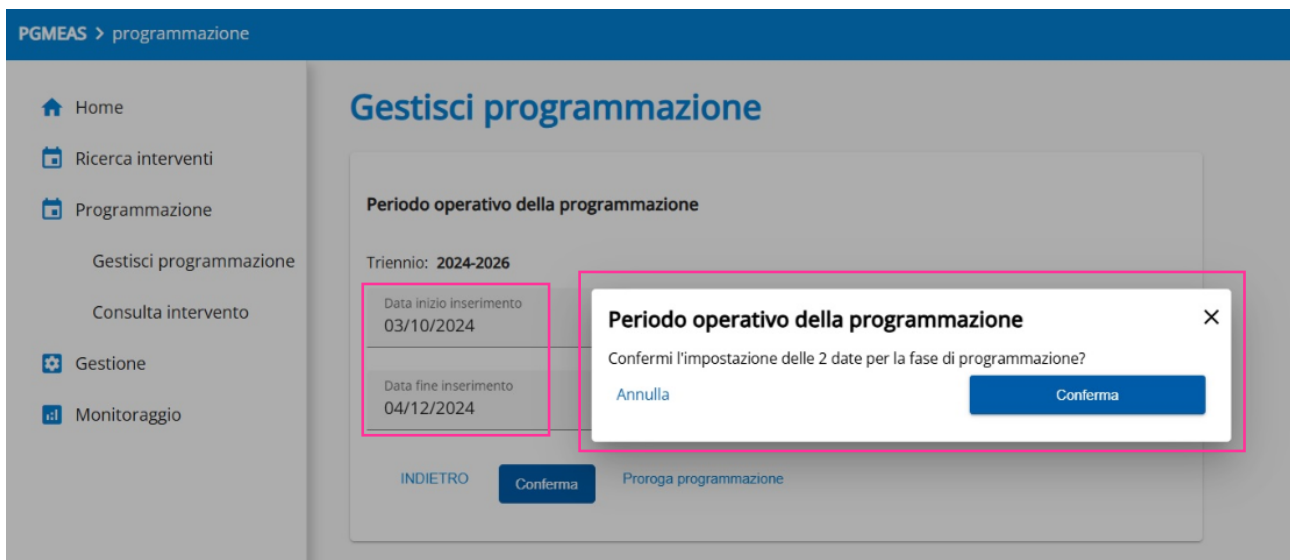 PGMEAS > programmazione
Home
Ricerca interventi
Programmazione
Gestisci programmazione
Consulta intervento
Gestione
Monitoraggio
Gestisci programmazione
Periodo operativo della programmazione
Triennio: 2024-2026
Data inizio inserimento
03/10/2024
Data fine inserimento
04/12/2024
INDIETRO Conferma Proroga programmazione
Periodo operativo della programmazione
Confermi l'impostazione delle 2 date per la fase di programmazione?
Annulla Conferma